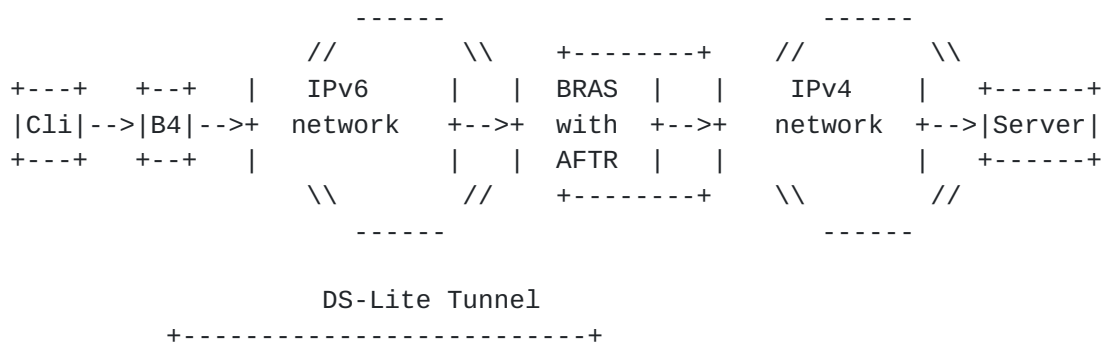 ------                         ------
                   //        \\    +--------+    //        \\
+---+   +--+   |   IPv6     |   |  BRAS  |   |    IPv4    |   +------+
|Cli|-->|B4|-->+  network   +-->+  with  +-->+   network  +-->|Server|
+---+   +--+   |            |   |  AFTR  |   |            |   +------+
                   \\        //    +--------+    \\        //
                      ------                         ------
                    DS-Lite Tunnel
          +--------------------------+